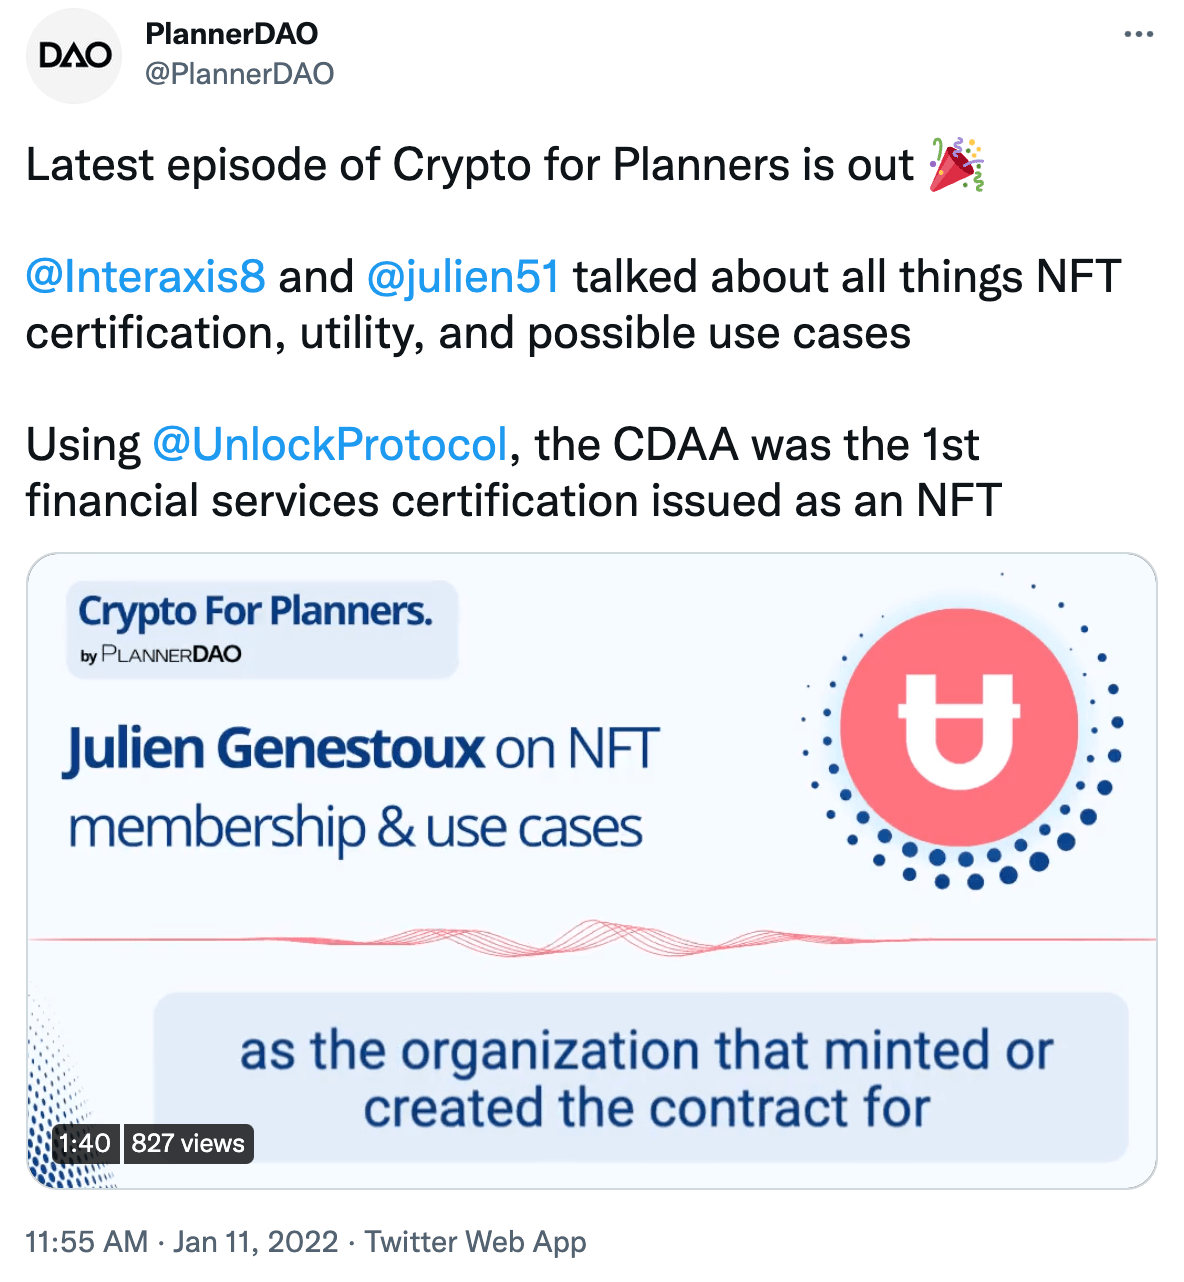 DAO
PlannerDAO
@PlannerDAO
Latest episode of Crypto for Planners is out 🎉
@Interaxis8 and @julien51 talked about all things NFT
certification, utility, and possible use cases
Using @UnlockProtocol, the CDAA was the 1st
financial services certification issued as an NFT
Crypto For Planners.
by PLANNERDAO
Julien Genestoux on NFT
membership & use cases
as the organization that minted or
created the contract for
1:40 827 views
11:55 AM · Jan 11, 2022 · Twitter Web App